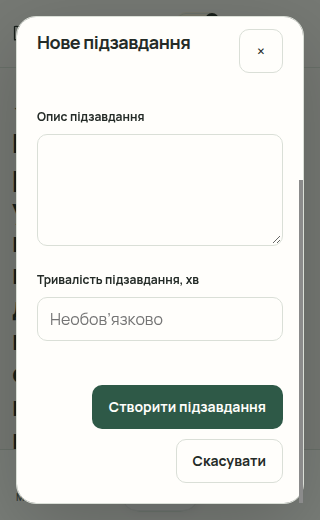 Нове підзавдання
×
Опис підзавдання
Тривалість підзавдання, хв
Необов’язково
Створити підзавдання
Скасувати